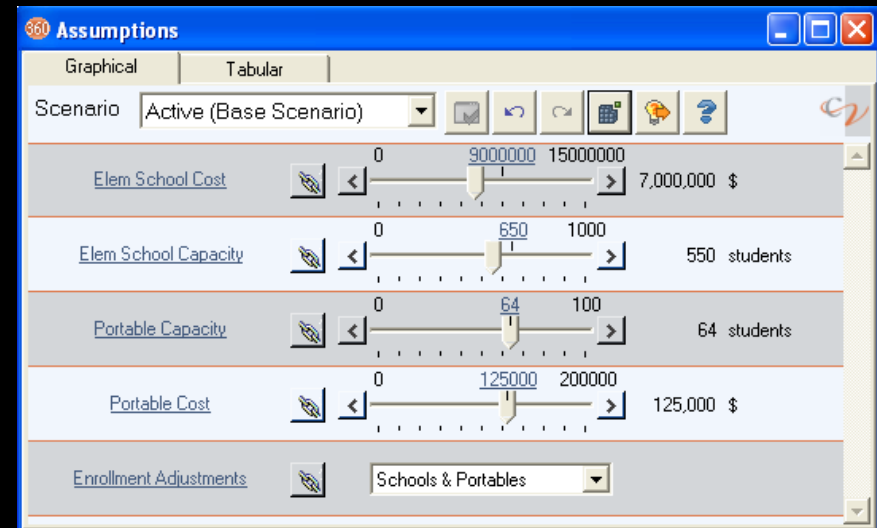 360 Assumptions
Graphical Tabular
Scenario Active (Base Scenario)
0 9000000 15000000
Elem School Cost 7,000,000 $
0 650 1000
Elem School Capacity 550 students
0 64 100
Portable Capacity 64 students
0 125000 200000
Portable Cost 125,000 $
Enrollment Adjustments Schools & Portables